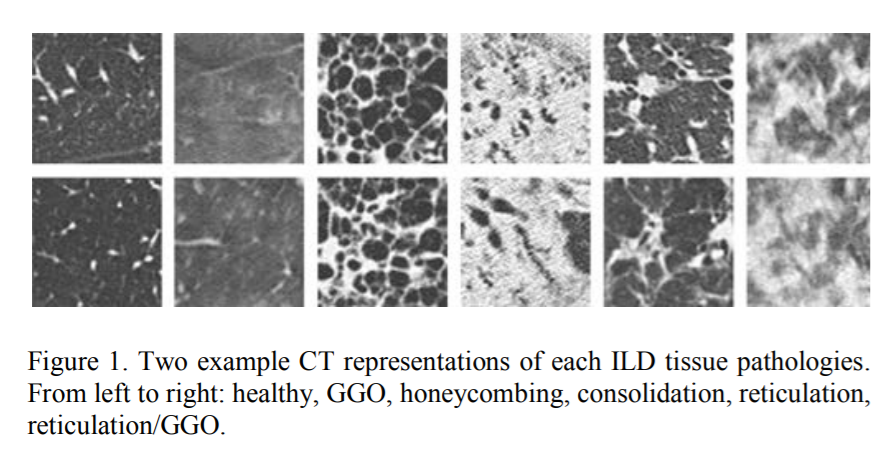 Figure 1. Two example CT representations of each ILD tissue pathologies.
From left to right: healthy, GGO, honeycombing, consolidation, reticulation,
reticulation/GGO.